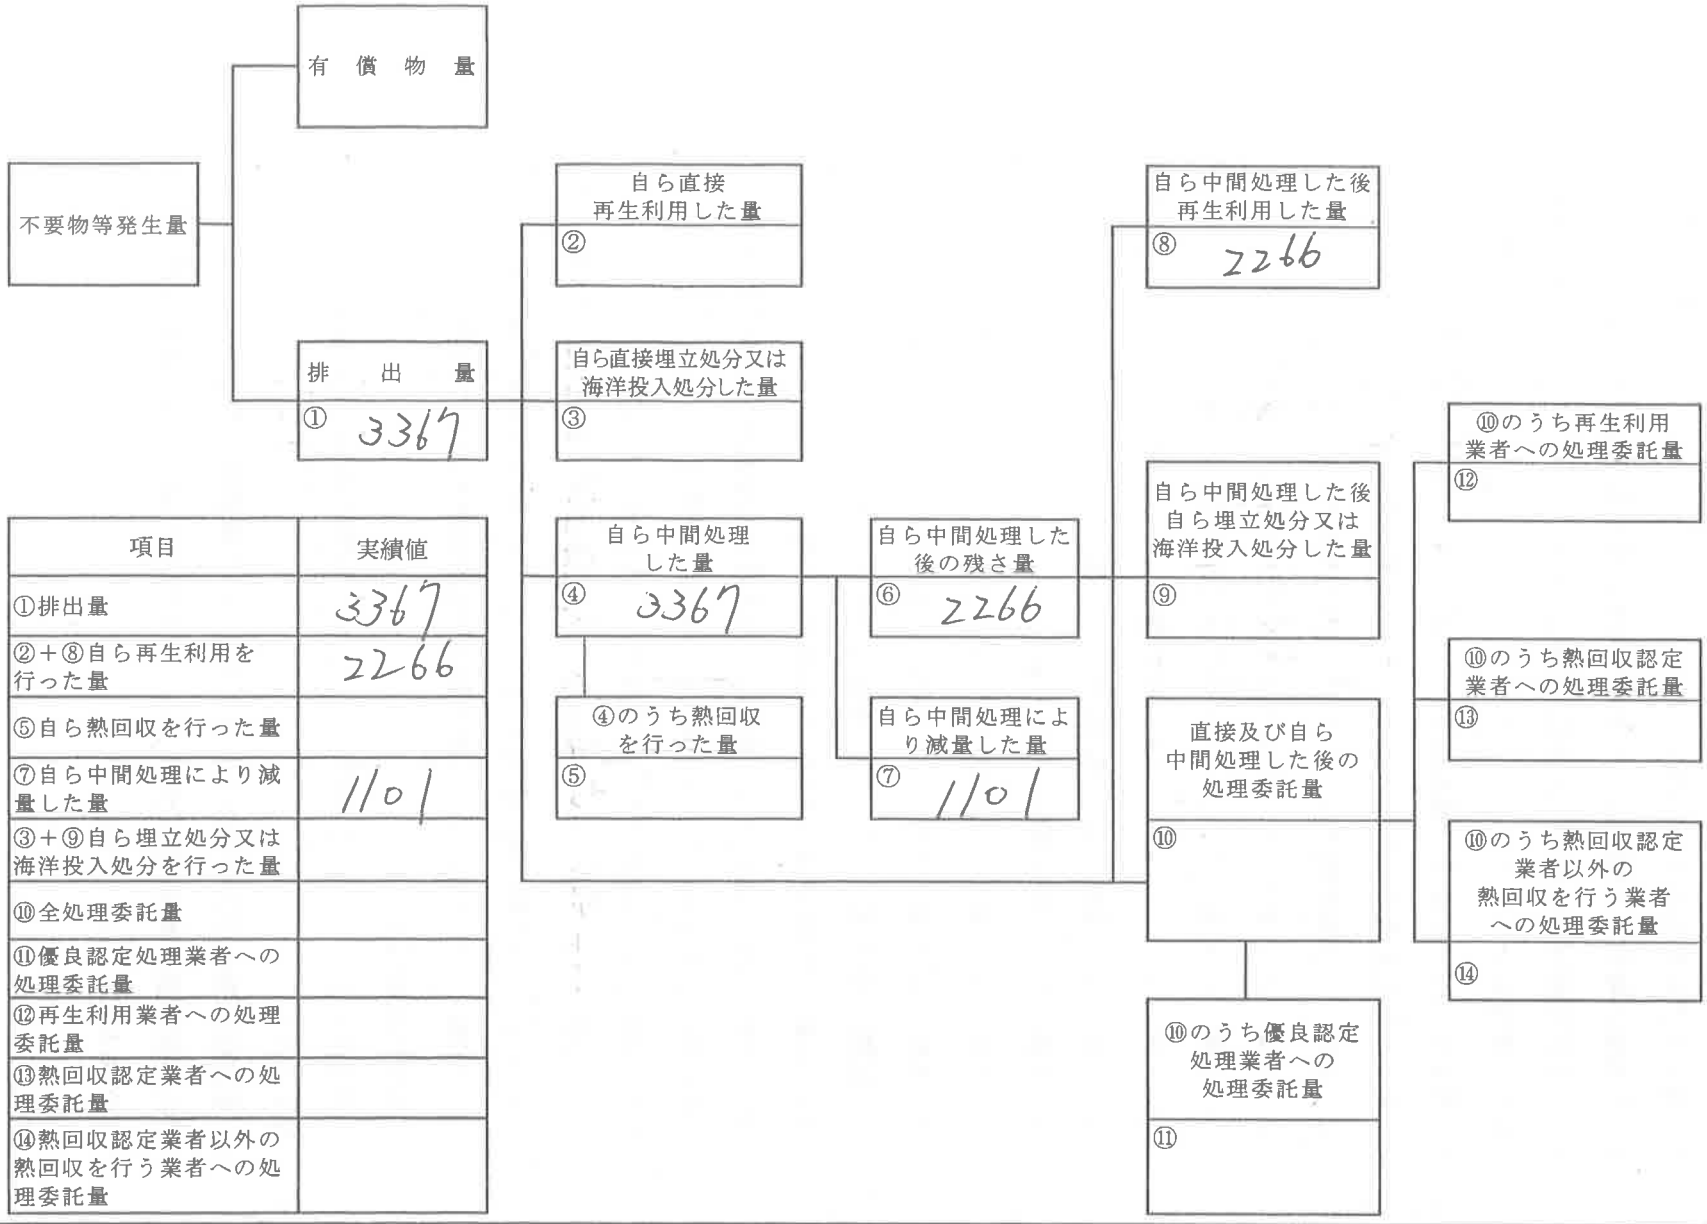 有償物量
不要物等発生量
排出量
① 3367
自ら直接
再生利用した量
②
自ら直接埋立処分又は
海洋投入処分した量
③
自ら中間処理
した量
④ 3367
④のうち熱回収
を行った量
⑤
自ら中間処理した
後の残さ量
⑥ 2266
自ら中間処理によ
り減量した量
⑦ 1101
自ら中間処理した後
再生利用した量
⑧ 2266
自ら中間処理した後
自ら埋立処分又は
海洋投入処分した量
⑨
直接及び自ら
中間処理した後の
処理委託量
⑩
⑩のうち優良認定
処理業者への
処理委託量
⑪
⑩のうち再生利用
業者への処理委託量
⑫
⑩のうち熱回収認定
業者への処理委託量
⑬
⑩のうち熱回収認定
業者以外の
熱回収を行う業者
への処理委託量
⑭
項目 実績値
①排出量 3367
②+⑧自ら再生利用を
行った量 2266
⑤自ら熱回収を行った量
⑦自ら中間処理により減
量した量 1101
③+⑨自ら埋立処分又は
海洋投入処分を行った量
⑩全処理委託量
⑪優良認定処理業者への
処理委託量
⑫再生利用業者への処理
委託量
⑬熱回収認定業者への処
理委託量
⑭熱回収認定業者以外の
熱回収を行う業者への処
理委託量